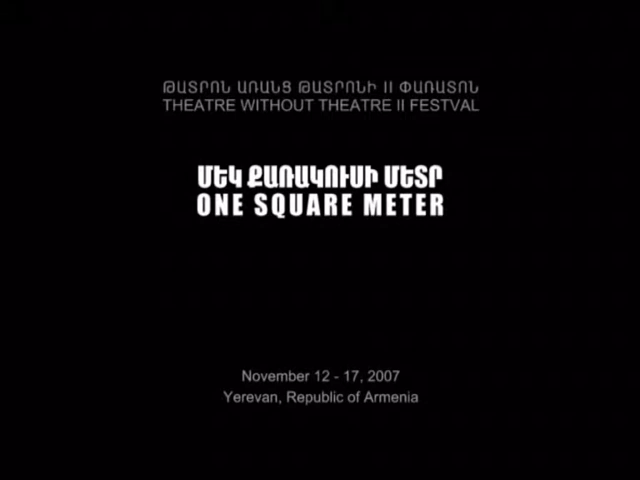 ԹԱՏՐՈՆ ԱՌԱՆՑ ԹԱՏՐՈՆԻ II ՓԱՌԱՏՈՆ
THEATRE WITHOUT THEATRE II FESTVAL
ՄԵԿ ՔԱՌԱԿՈՒՍԻ ՄԵՏՐ
ONE SQUARE METER
November 12 - 17, 2007
Yerevan, Republic of Armenia